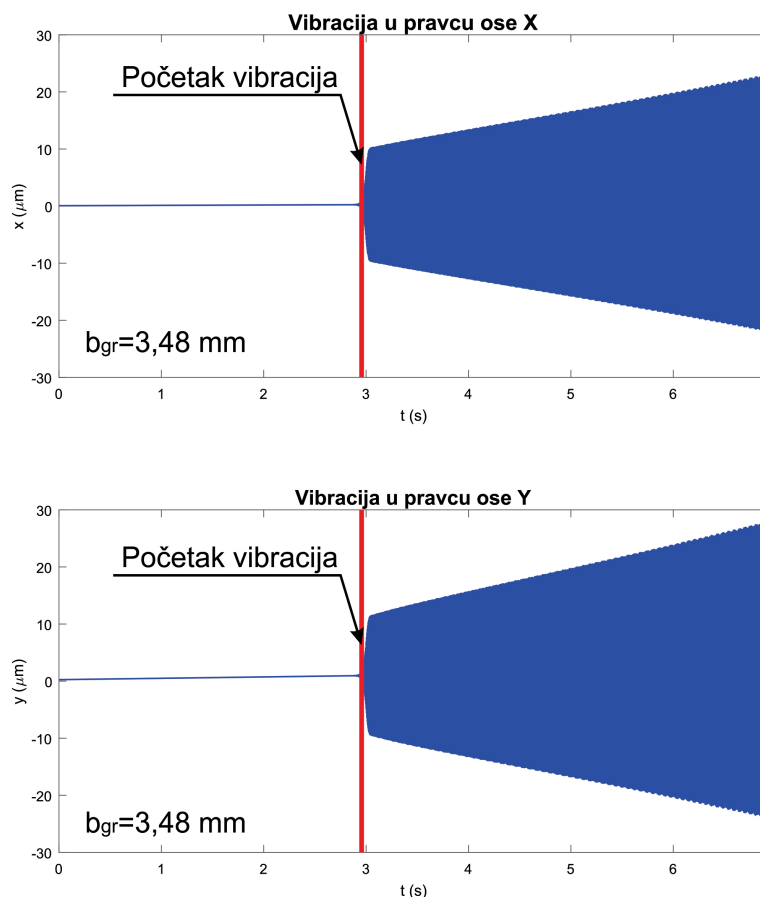 Vibracija u pravcu ose X
30
20
10
0
-10
-20
-30
x (μm)
Početak vibracija
bgr=3,48 mm
0 1 2 3 4 5 6
t (s)
Vibracija u pravcu ose Y
30
20
10
0
-10
-20
-30
y (μm)
Početak vibracija
bgr=3,48 mm
0 1 2 3 4 5 6
t (s)